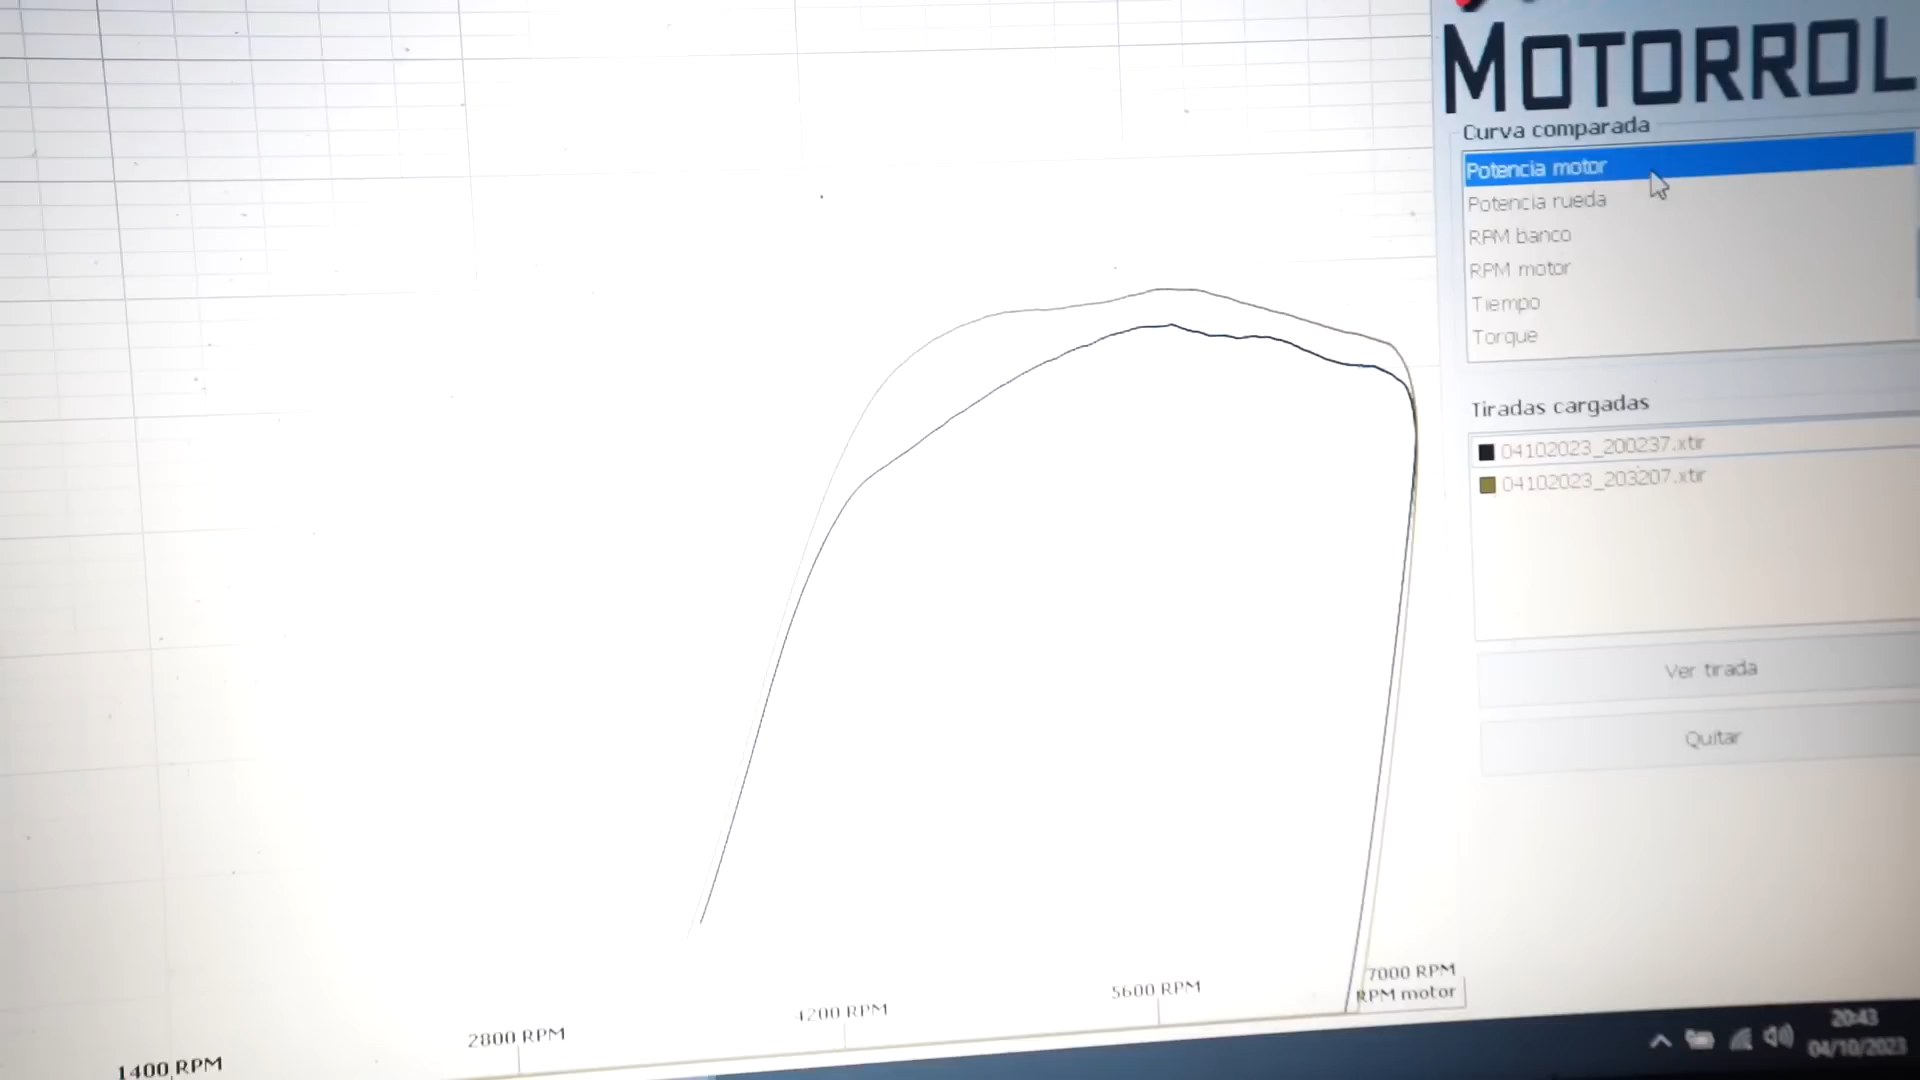 MOTORROL
Curva comparada
Potencia motor
Potencia rueda
RPM banco
RPM motor
Tiempo
Torque
Tiradas cargadas
04102023_200237.xtir
04102023_203207.xtir
Ver tirada
Quitar
1400 RPM
2800 RPM
4200 RPM
5600 RPM
7000 RPM
RPM motor
20:43
04/10/2023